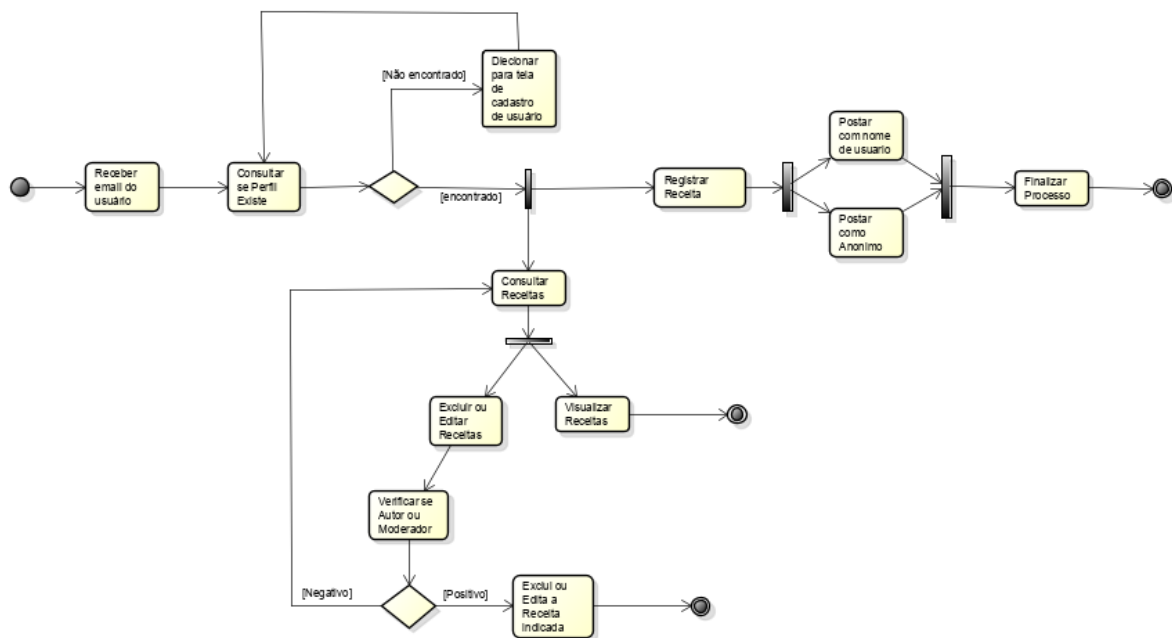 Diecionar
para tela
de
cadastro
de usuário
[Não encontrado]
Receber
email do
usuário
Consultar
se Perfil
Existe
[encontrado]
Registrar
Receita
Postar
com nome
de usuario
Postar
como
Anonimo
Finalizar
Processo
Consultar
Receitas
Excluir ou
Editar
Receitas
Visualizar
Receitas
Verificar se
Autor ou
Moderador
[Negativo]
[Positivo]
Exclui ou
Edita a
Receita
Indicada